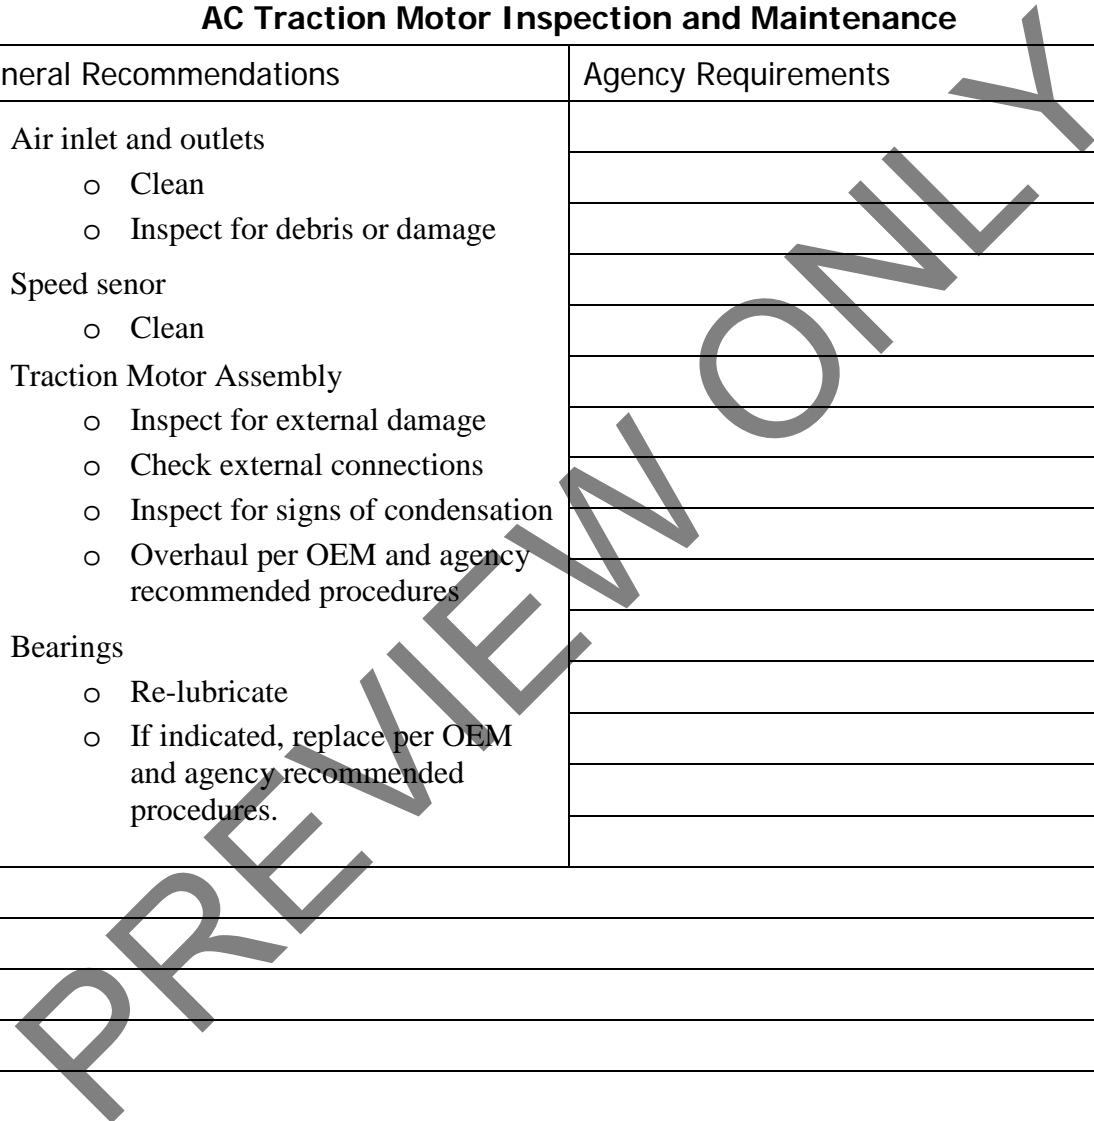 AC Traction Motor Inspection and Maintenance
neral Recommendations
Agency Requirements
Air inlet and outlets
o Clean
o Inspect for debris or damage
Speed senor
o Clean
Traction Motor Assembly
o Inspect for external damage
o Check external connections
o Inspect for signs of condensation
o Overhaul per OEM and agency
recommended procedures
Bearings
o Re-lubricate
o If indicated, replace per OEM
and agency recommended
procedures.
PREVIEW ONLY